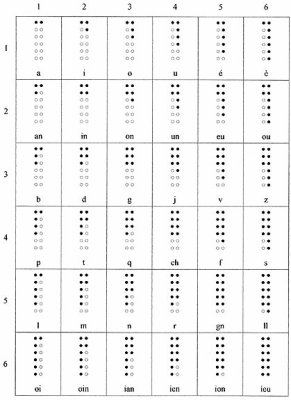 1 2 3 4 5 6
1
a i o u é è
2
an in on un eu ou
3
b d g j v z
4
p t q ch f s
5
l m n r gn ll
6
oi oin ian ien ion ieu